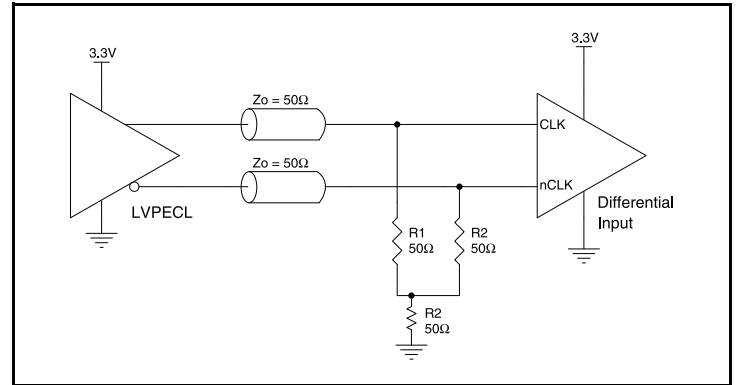 3.3V
3.3V
Zo = 50Ω
CLK
Zo = 50Ω
nCLK
LVPECL
Differential
Input
R1
50Ω
R2
50Ω
R2
50Ω